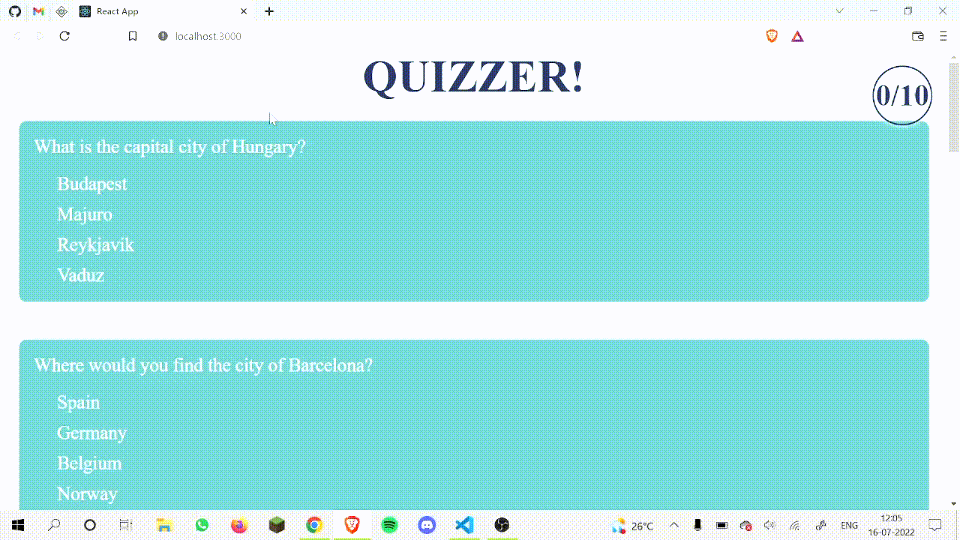 React App
localhost:3000
QUIZZER!
0/10
What is the capital city of Hungary?
Budapest
Majuro
Reykjavik
Vaduz
Where would you find the city of Barcelona?
Spain
Germany
Belgium
Norway
26°C
ENG
12:05
16-07-2022